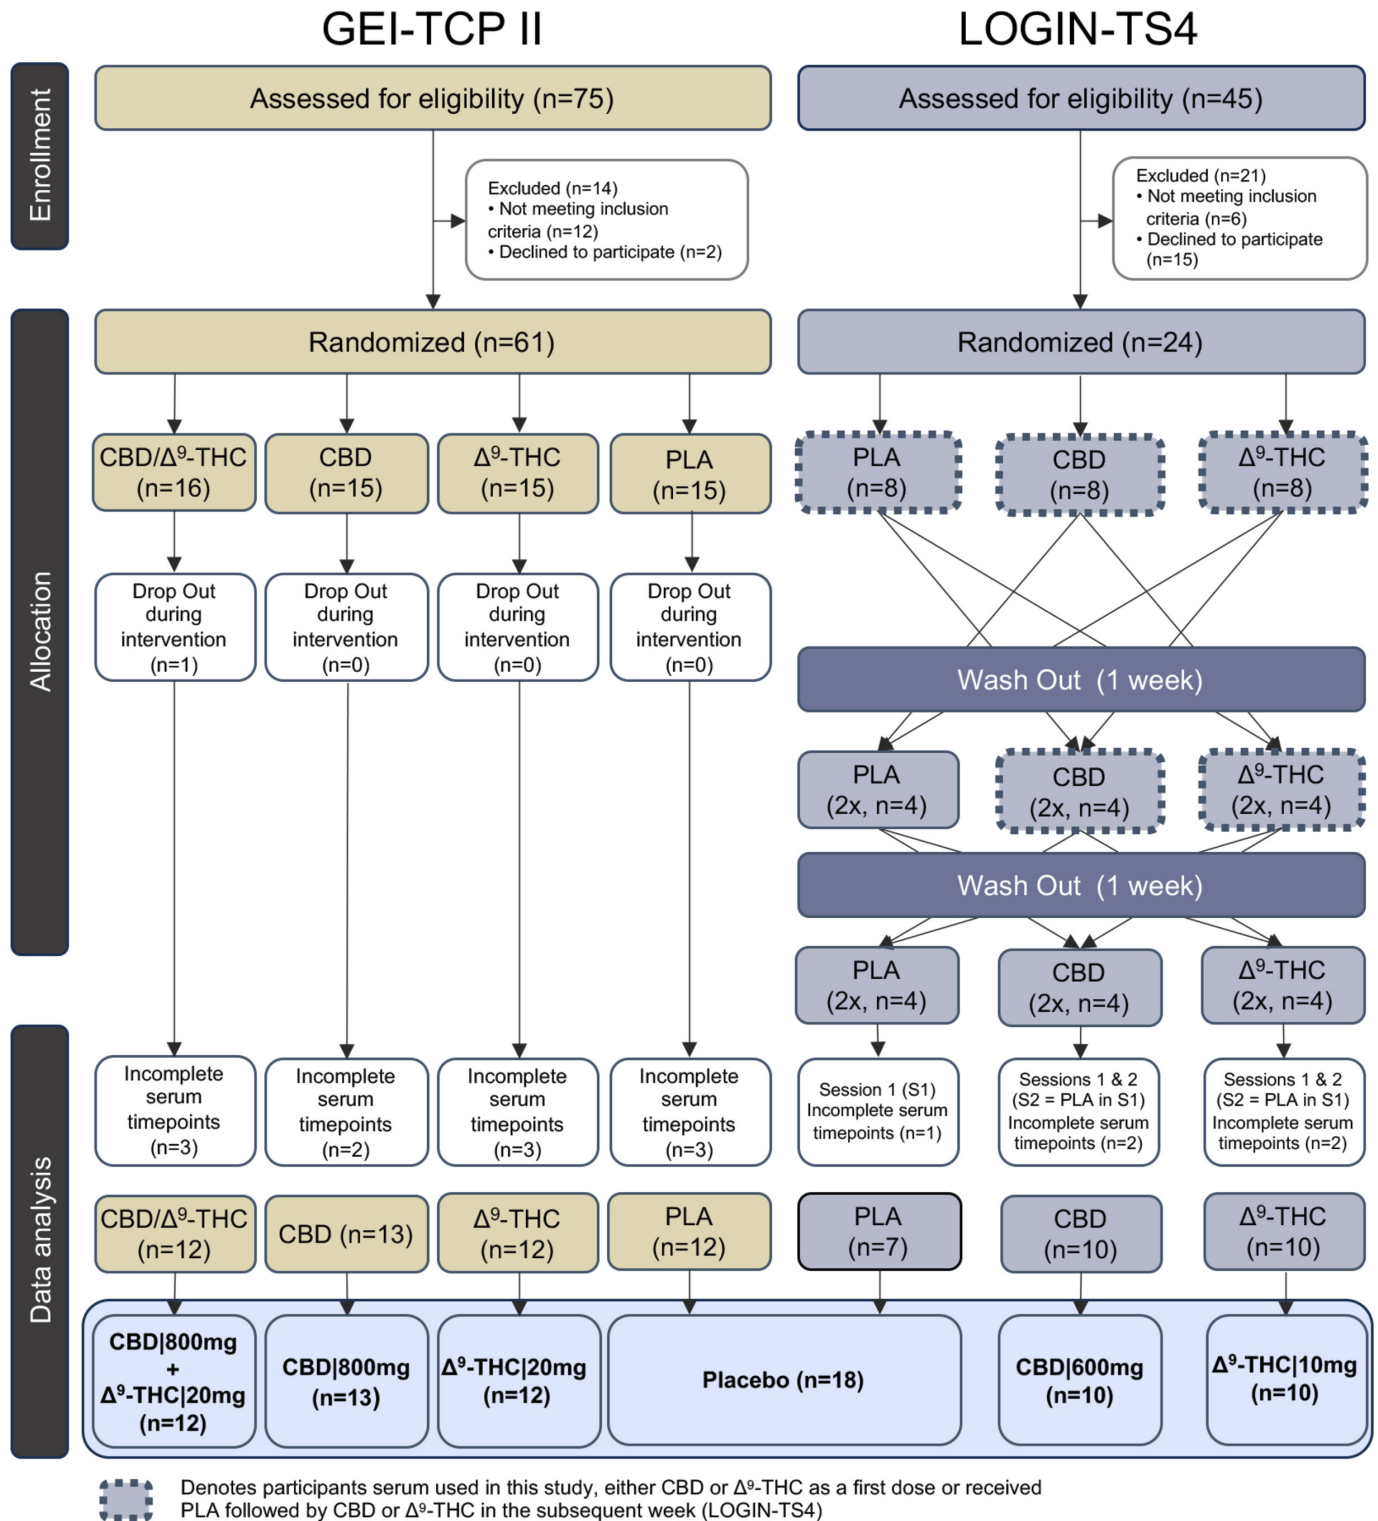 GEI-TCP II
LOGIN-TS4
Enrollment
Assessed for eligibility (n=75)
Assessed for eligibility (n=45)
Excluded (n=14)
• Not meeting inclusion
criteria (n=12)
• Declined to participate (n=2)
Excluded (n=21)
• Not meeting inclusion
criteria (n=6)
• Declined to participate
(n=15)
Allocation
Randomized (n=61)
Randomized (n=24)
CBD/Δ⁹-THC
(n=16)
CBD
(n=15)
Δ⁹-THC
(n=15)
PLA
(n=15)
PLA
(n=8)
CBD
(n=8)
Δ⁹-THC
(n=8)
Drop Out
during
intervention
(n=1)
Drop Out
during
intervention
(n=0)
Drop Out
during
intervention
(n=0)
Drop Out
during
intervention
(n=0)
Wash Out (1 week)
PLA
(2x, n=4)
CBD
(2x, n=4)
Δ⁹-THC
(2x, n=4)
Wash Out (1 week)
PLA
(2x, n=4)
CBD
(2x, n=4)
Δ⁹-THC
(2x, n=4)
Data analysis
Incomplete
serum
timepoints
(n=3)
Incomplete
serum
timepoints
(n=2)
Incomplete
serum
timepoints
(n=3)
Incomplete
serum
timepoints
(n=3)
Session 1 (S1)
Incomplete serum
timepoints (n=1)
Sessions 1 & 2
(S2 = PLA in S1)
Incomplete serum
timepoints (n=2)
Sessions 1 & 2
(S2 = PLA in S1)
Incomplete serum
timepoints (n=2)
CBD/Δ⁹-THC
(n=12)
CBD (n=13)
Δ⁹-THC
(n=12)
PLA
(n=12)
PLA
(n=7)
CBD
(n=10)
Δ⁹-THC
(n=10)
CBD|800mg
+
Δ⁹-THC|20mg
(n=12)
CBD|800mg
(n=13)
Δ⁹-THC|20mg
(n=12)
Placebo (n=18)
CBD|600mg
(n=10)
Δ⁹-THC|10mg
(n=10)
Denotes participants serum used in this study, either CBD or Δ⁹-THC as a first dose or received
PLA followed by CBD or Δ⁹-THC in the subsequent week (LOGIN-TS4)